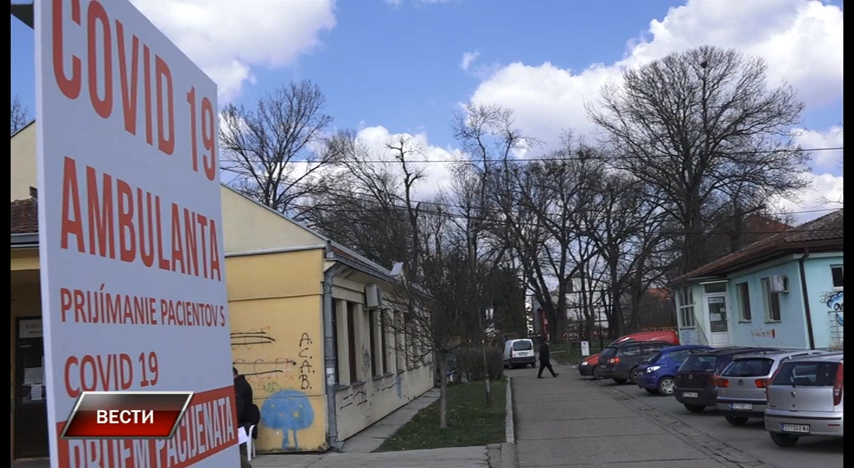 COVID 19
AMBULANTA
PRIJÍMANIE PACIENTOV S
COVID 19
PRIJEM PACIJENATA
ВЕСТИ
A.C.A.B.